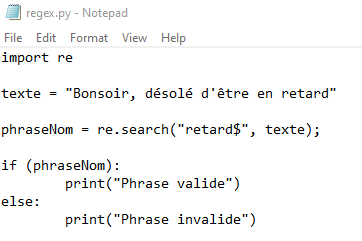 regex.py - Notepad
File Edit Format View Help
import re
texte = "Bonsoir, désolé d'être en retard"
phraseNom = re.search("retard$", texte);
if (phraseNom):
print("Phrase valide")
else:
print("Phrase invalide")